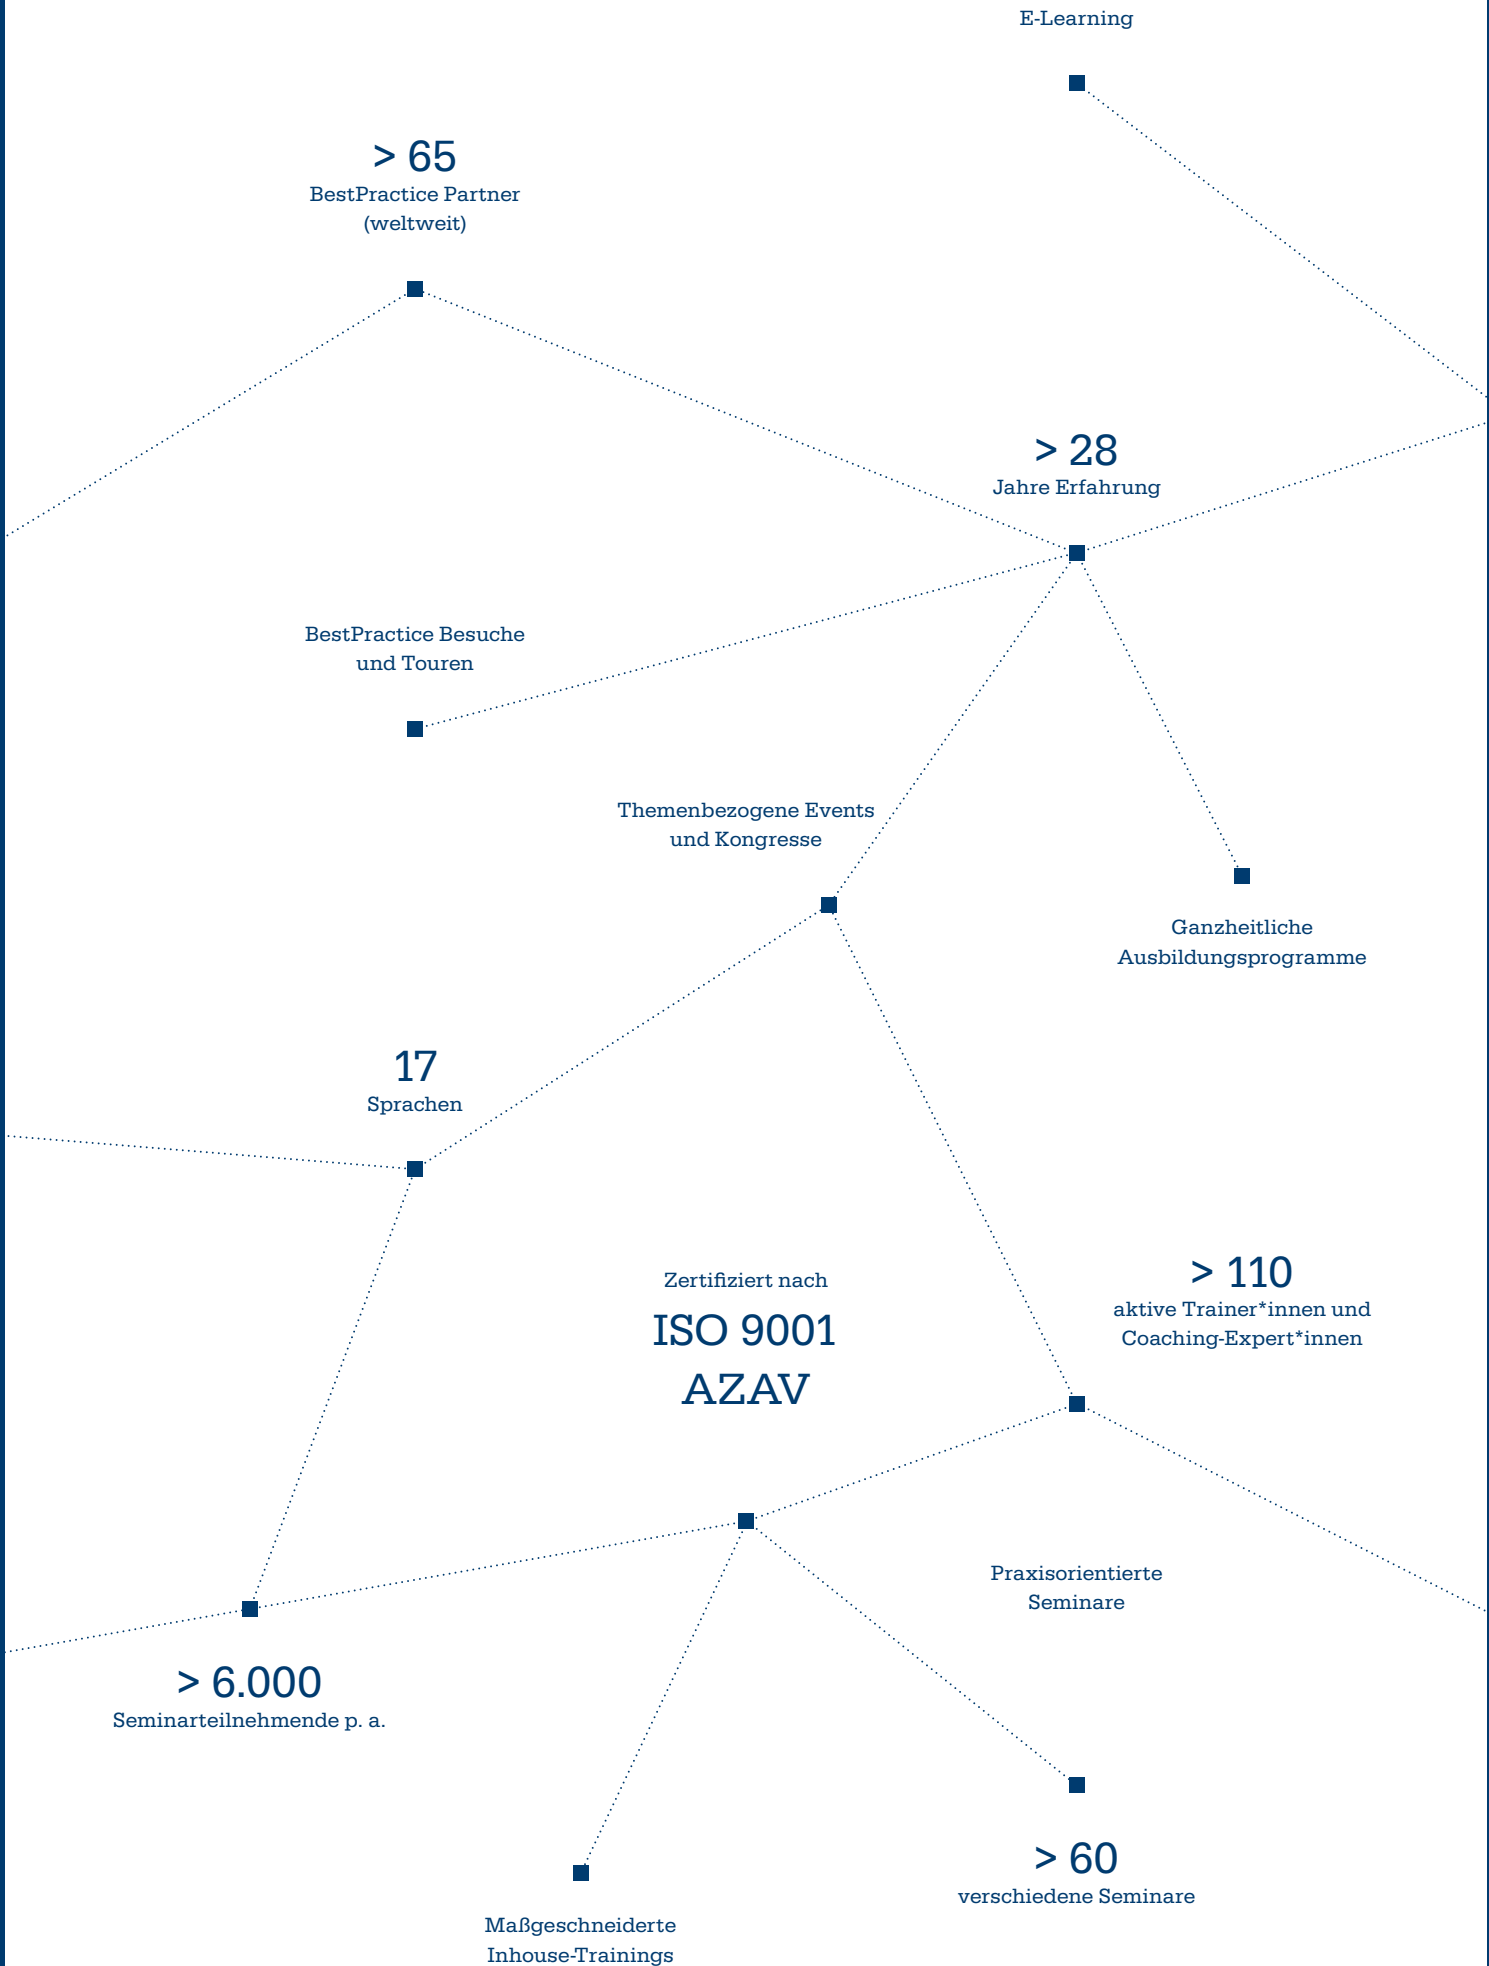 E-Learning
> 65
BestPractice Partner
(weltweit)
> 28
Jahre Erfahrung
BestPractice Besuche
und Touren
Themenbezogene Events
und Kongresse
Ganzheitliche
Ausbildungsprogramme
17
Sprachen
Zertifiziert nach
ISO 9001
AZAV
> 110
aktive Trainer*innen und
Coaching-Expert*innen
Praxisorientierte
Seminare
> 6.000
Seminarteilnehmende p. a.
> 60
verschiedene Seminare
Maßgeschneiderte
Inhouse-Trainings